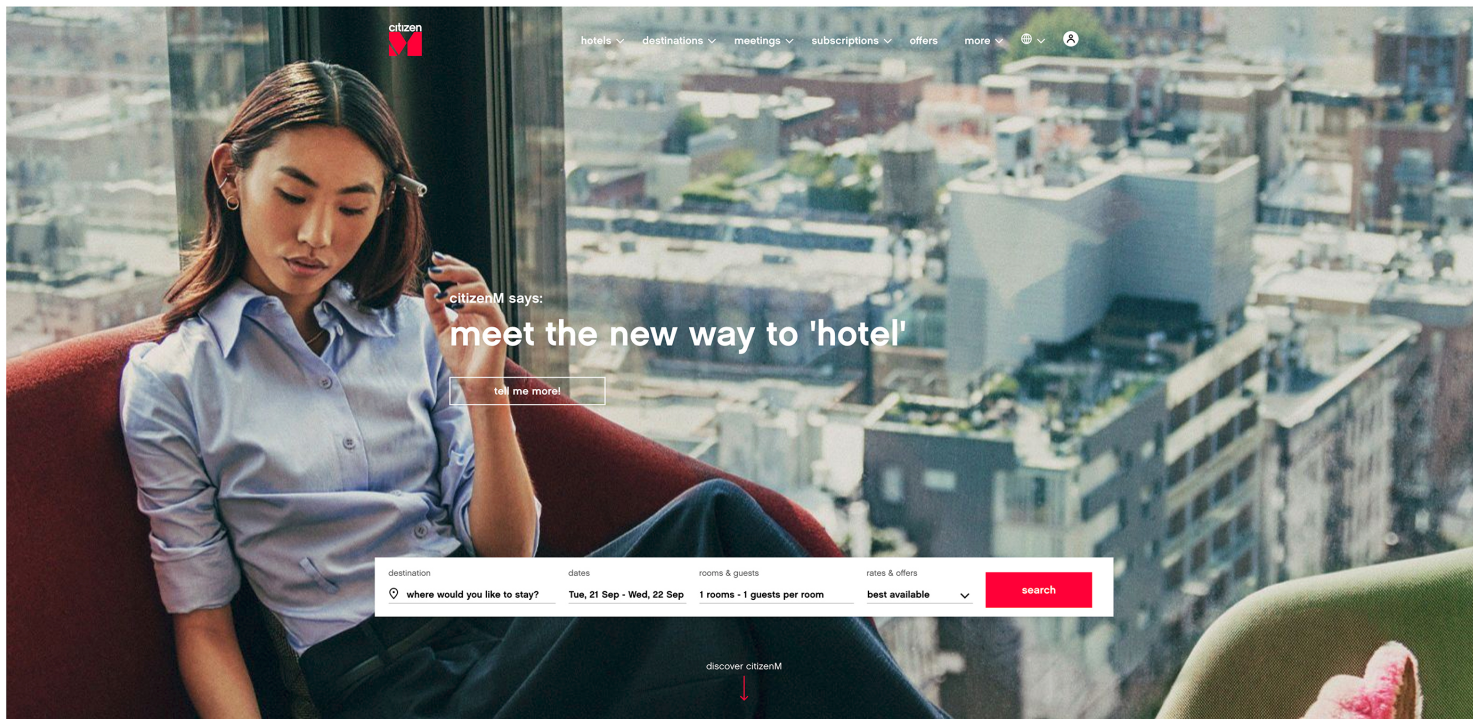 citizen
M
hotels destinations meetings subscriptions offers more
citizenM says:
meet the new way to 'hotel'
tell me more!
destination dates rooms & guests rates & offers
where would you like to stay? Tue, 21 Sep - Wed, 22 Sep 1 rooms - 1 guests per room best available search
discover citizenM